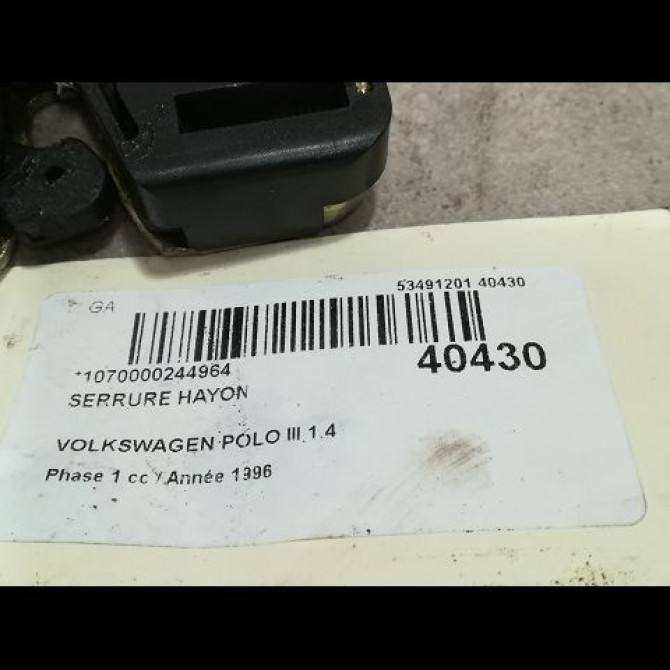 GA
53491201 40430
*1070000244964
40430
SERRURE HAYON
VOLKSWAGEN POLO III 1.4
Phase 1 cc / Année 1996